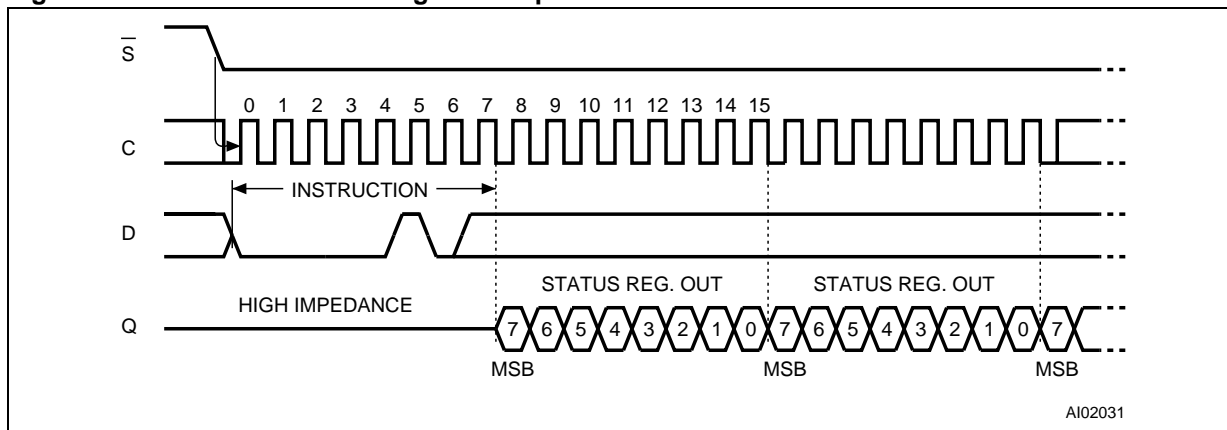 S
0 1 2 3 4 5 6 7 8 9 10 11 12 13 14 15
C
INSTRUCTION
D
STATUS REG. OUT STATUS REG. OUT
HIGH IMPEDANCE
Q 7 6 5 4 3 2 1 0 7 6 5 4 3 2 1 0 7
MSB MSB MSB
AI02031